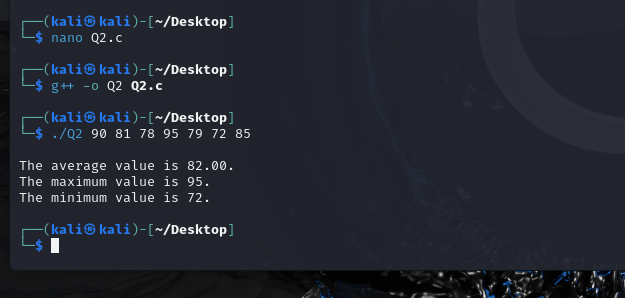 ┌──(kali㉿kali)-[~/Desktop]
└─$ nano Q2.c
┌──(kali㉿kali)-[~/Desktop]
└─$ g++ -o Q2 Q2.c
┌──(kali㉿kali)-[~/Desktop]
└─$ ./Q2 90 81 78 95 79 72 85
The average value is 82.00.
The maximum value is 95.
The minimum value is 72.
┌──(kali㉿kali)-[~/Desktop]
└─$